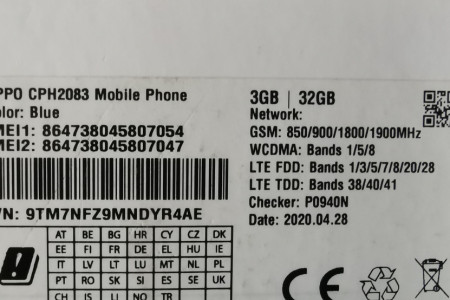 PPO CPH2083 Mobile Phone
olor: Blue
MEI1: 864738045807054
MEI2: 864738045807047
/N: 9TM7NFZ9MNDYR4AE
AT BE BG HR CY CZ DK
EE FI FR DE EL HU IE
IT LV LT LU MT NL PL
PT RO SK SI ES SE UK
CH IS LI NO TR
3GB | 32GB
Network:
GSM: 850/900/1800/1900MHz
WCDMA: Bands 1/5/8
LTE FDD: Bands 1/3/5/7/8/20/28
LTE TDD: Bands 38/40/41
Checker: P0940N
Date: 2020.04.28
CE